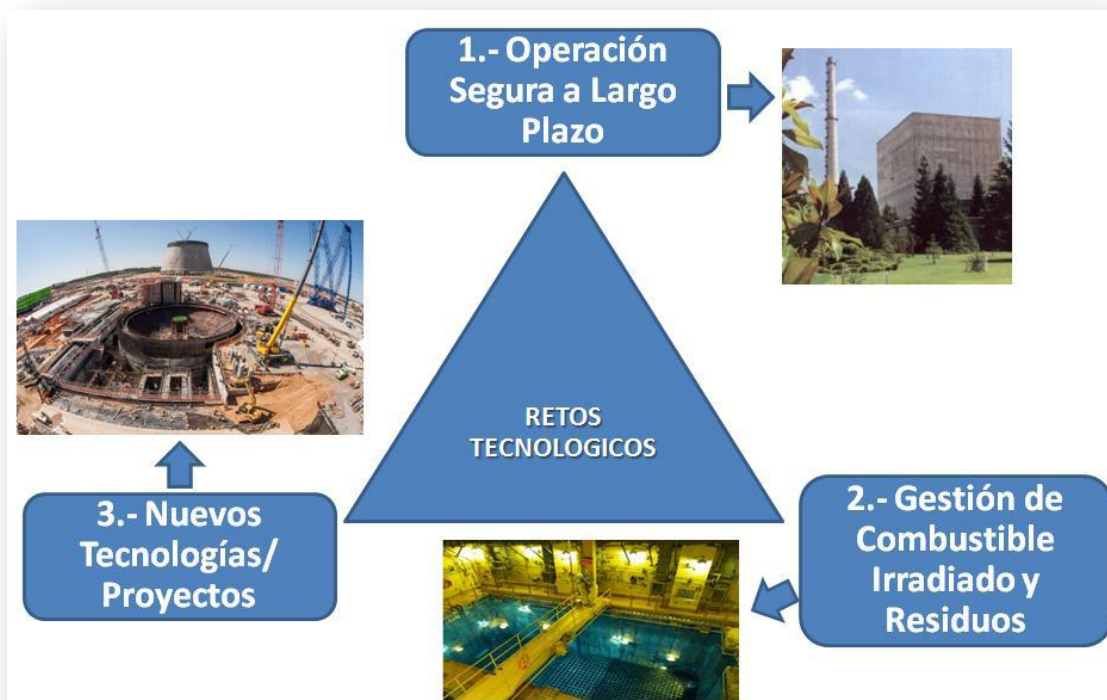 1.- Operación
Segura a Largo
Plazo
RETOS
TECNOLOGICOS
2.- Gestión de
Combustible
Irradiado y
Residuos
3.- Nuevos
Tecnologías/
Proyectos